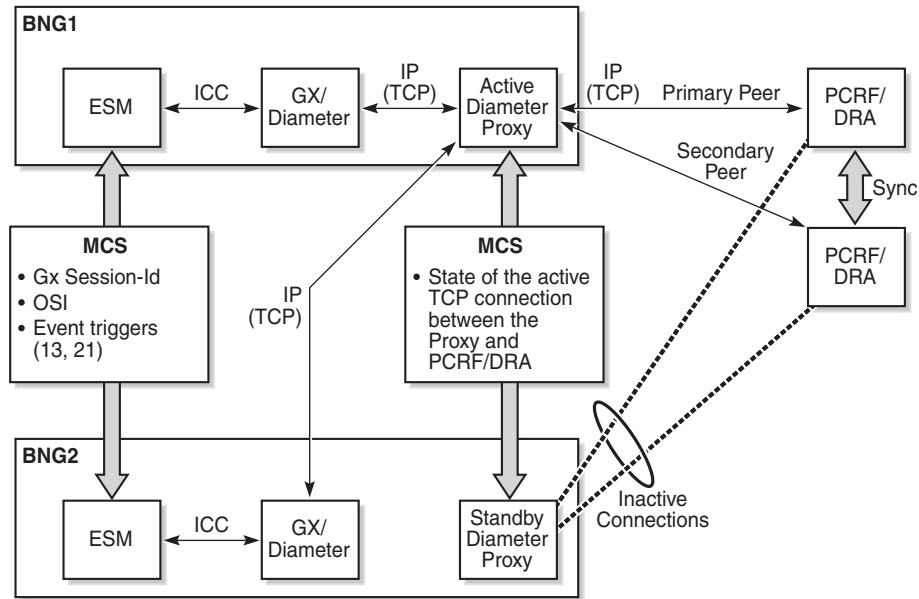 BNG1
ESM
ICC
GX/
Diameter
IP
(TCP)
Active
Diameter
Proxy
IP
(TCP)
Primary Peer
PCRF/
DRA
Secondary
Peer
Sync
PCRF/
DRA
MCS
• Gx Session-Id
• OSI
• Event triggers
(13, 21)
IP
(TCP)
MCS
• State of the active
TCP connection
between the
Proxy and
PCRF/DRA
BNG2
ESM
ICC
GX/
Diameter
Standby
Diameter
Proxy
Inactive
Connections